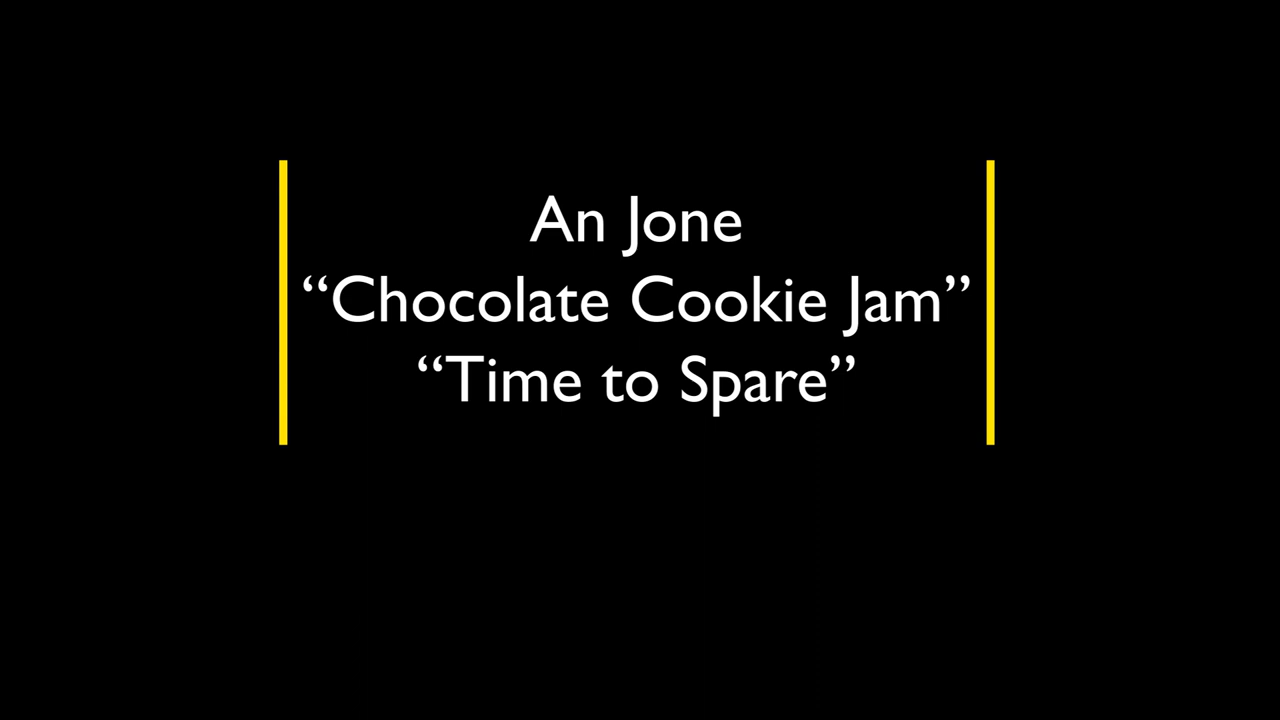 An Jone
“Chocolate Cookie Jam”
“Time to Spare”